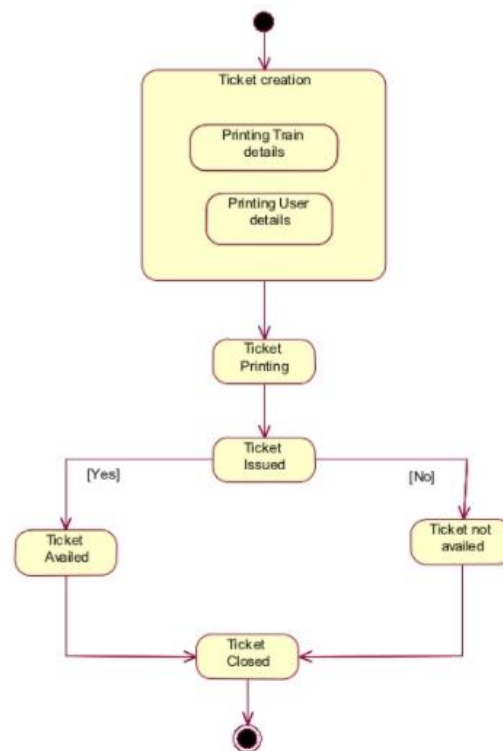 Ticket creation
Printing Train
details
Printing User
details
Ticket
Printing
Ticket
Issued
[Yes]
[No]
Ticket
Availed
Ticket not
availed
Ticket
Closed